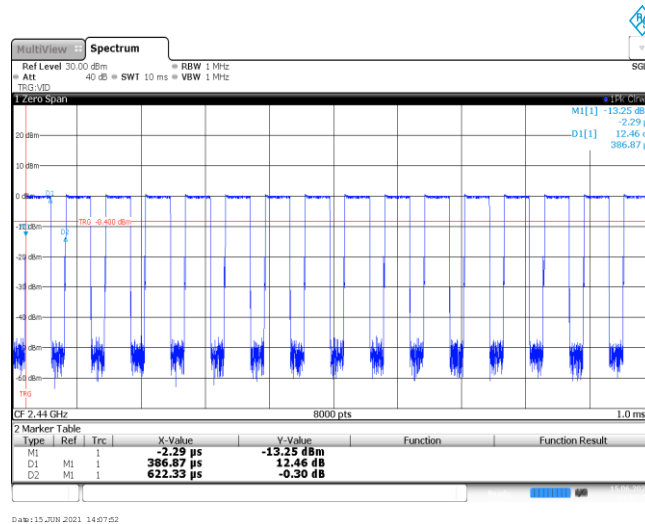 MultiView Spectrum
Ref Level 30.00 dBm RBW 1 MHz SGL
Att 40 dB SWT 10 ms VBW 1 MHz
TRG:VID
1 Zero Span 1Pk Clrw
M1[1] -13.25 dB
-2.29
20 dBm D1[1] 12.46
386.87
10 dBm
0 dBm D1
TRG -8.400 dBm
-10 dBm D2
-20 dBm
-30 dBm
-40 dBm
-50 dBm
-60 dBm
TRG
CF 2.44 GHz 8000 pts 1.0 ms
2 Marker Table
Type Ref Trc X-Value Y-Value Function Function Result
M1 1 -2.29 µs -13.25 dBm
D1 M1 1 386.87 µs 12.46 dB
D2 M1 1 622.33 µs -0.30 dB
Date:15.JUN.2021 14:07:52